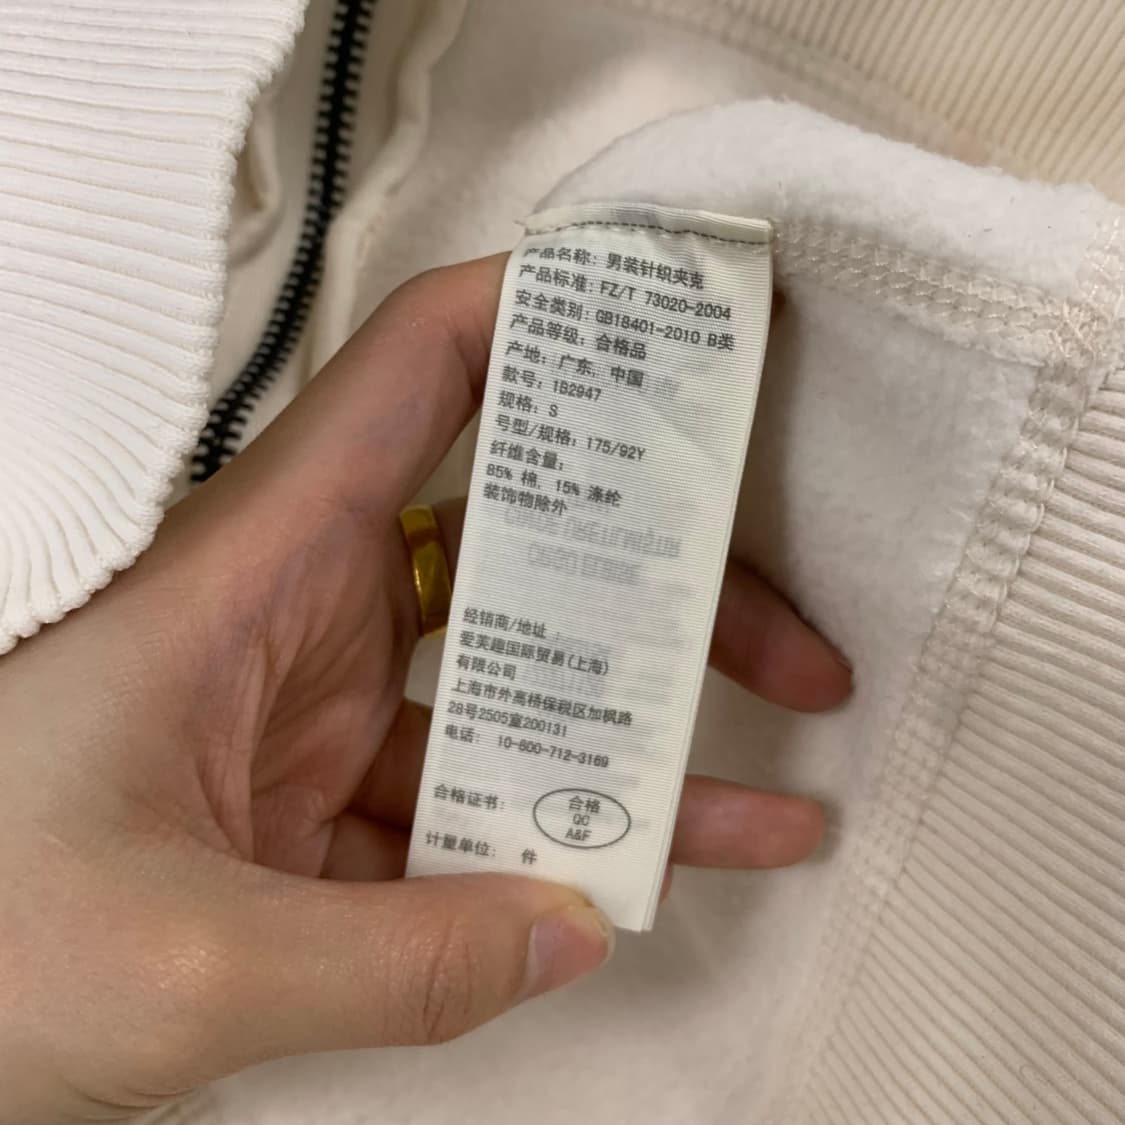 产品名称: 男装针织夹克
产品标准: FZ/T 73020-2004
安全类别: GB18401-2010 B类
产品等级: 合格品
产地: 广东, 中国
款号: 1B2947
规格: S
号型/规格: 175/92Y
纤维含量:
85% 棉, 15% 涤纶
装饰物除外
经销商/地址 :
爱芙趣国际贸易(上海)
有限公司
上海市外高桥保税区加枫路
28号2505室200131
电话: 10-800-712-3169
合格证书:
合格
QC
A&F
计量单位: 件